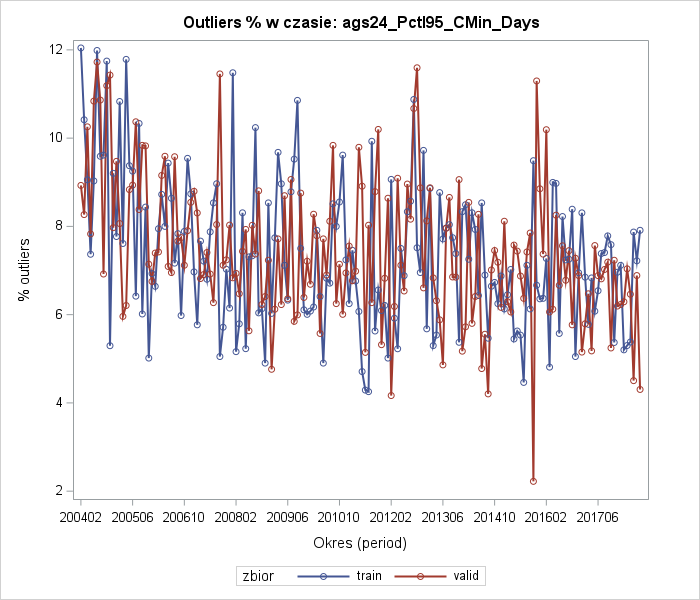 Outliers % w czasie: ags24_Pctl95_CMin_Days
% outliers
12
10
8
6
4
2
200402 200506 200610 200802 200906 201010 201202 201306 201410 201602 201706
Okres (period)
zbior train valid